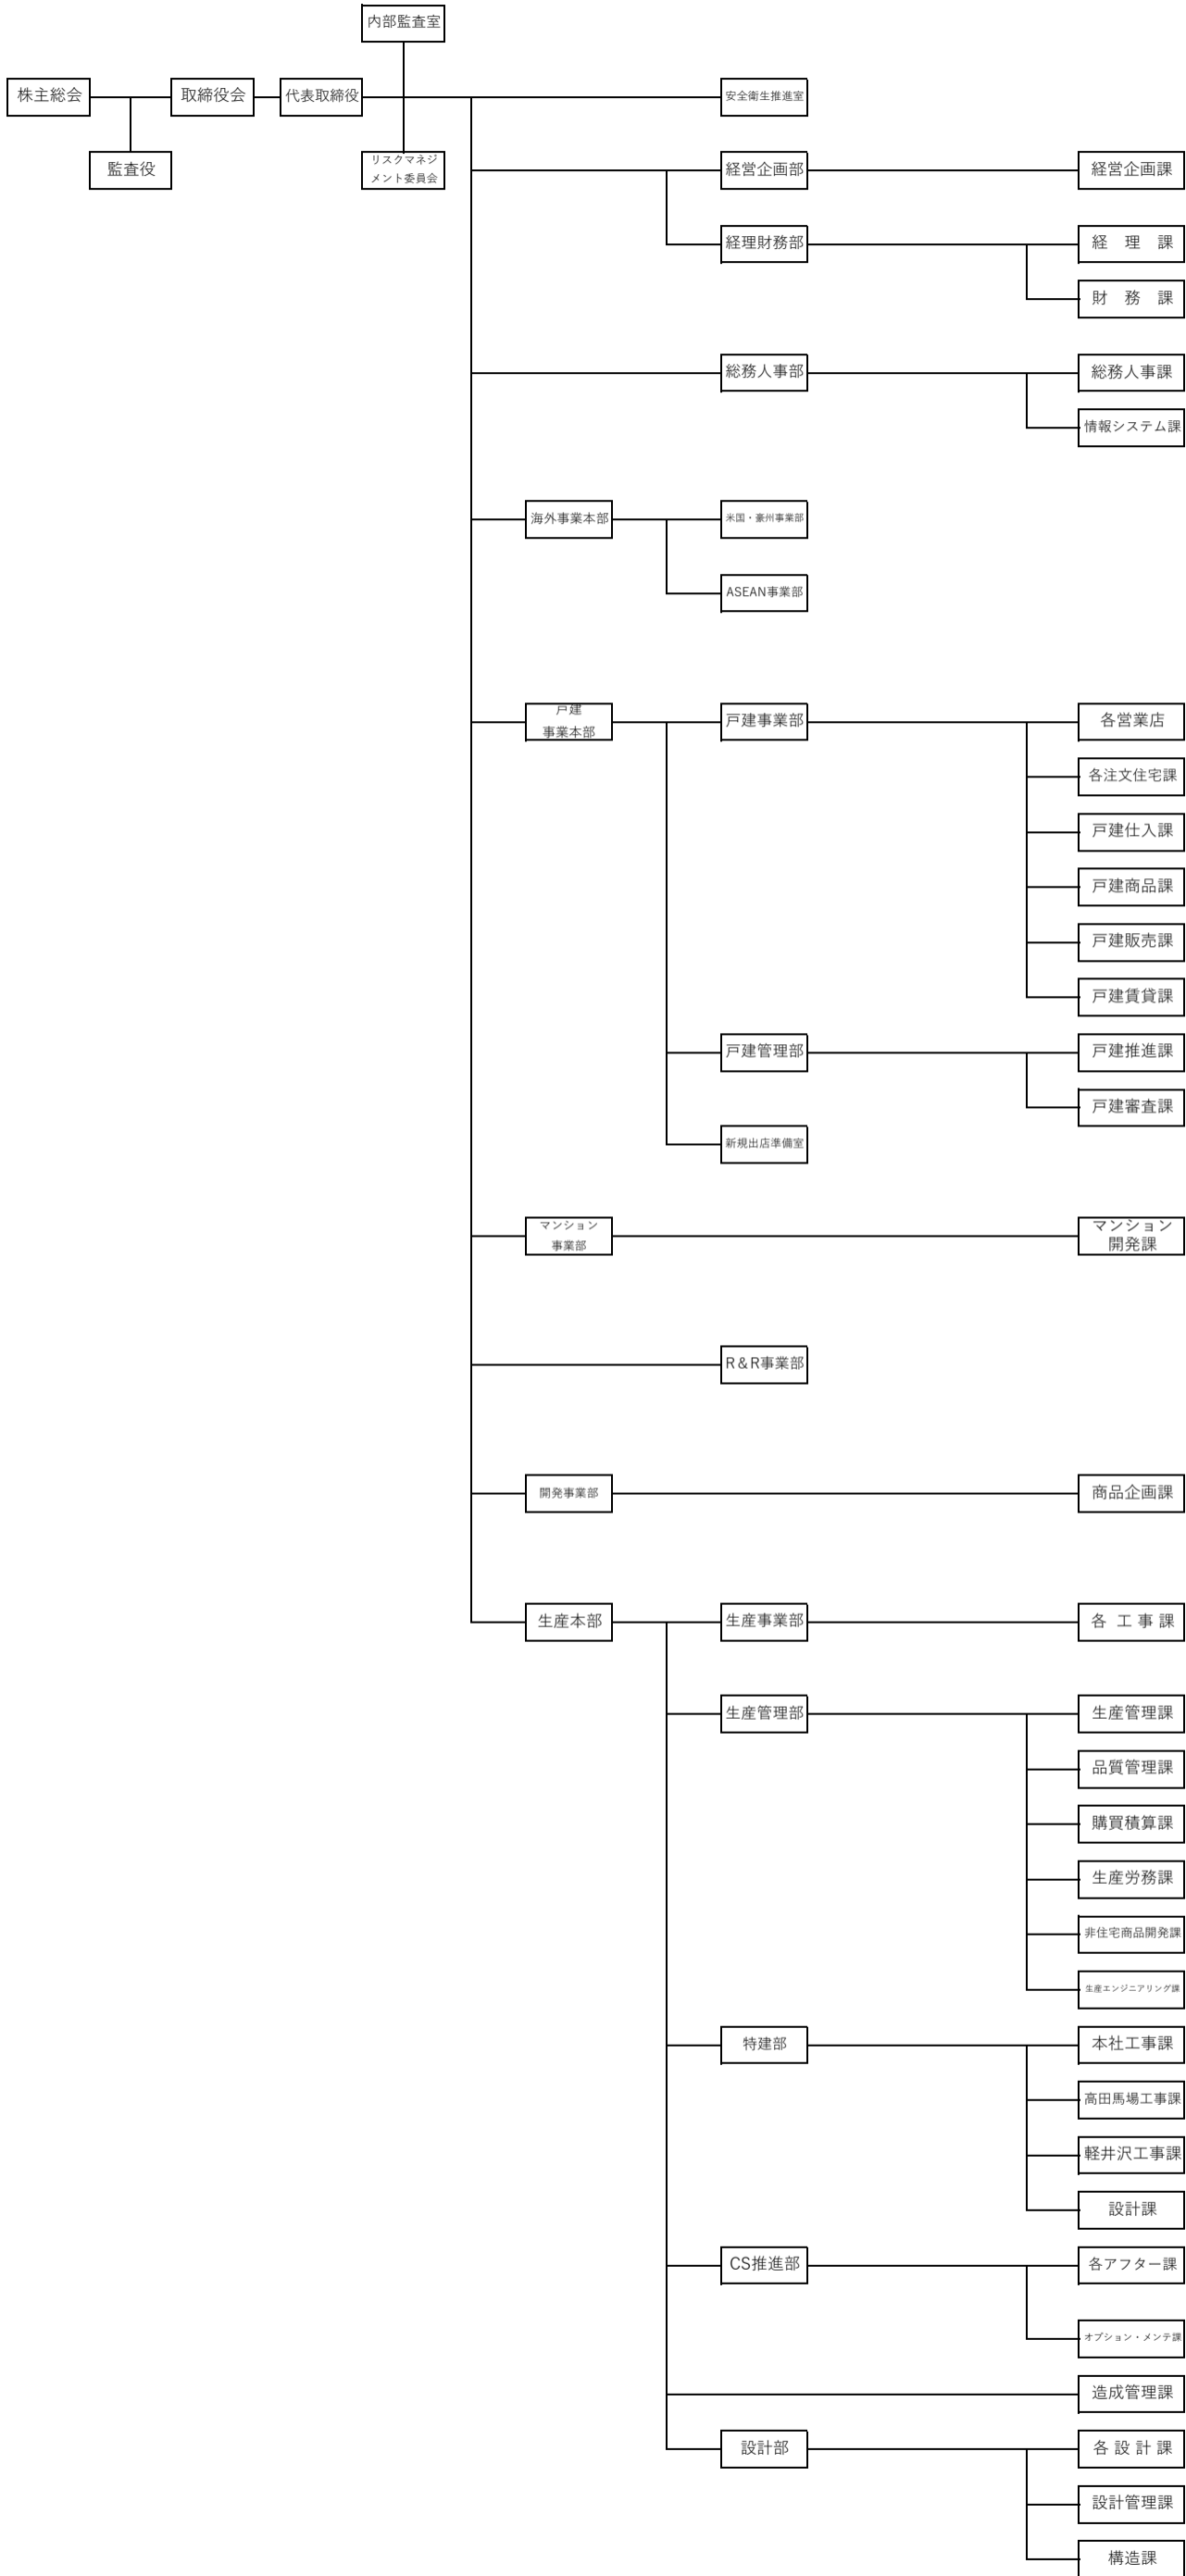 内部監査室
株主総会
取締役会
代表取締役
安全衛生推進室
監査役
リスクマネジ
メント委員会
経営企画部
経営企画課
経理財務部
経　理　課
財　務　課
総務人事部
総務人事課
情報システム課
海外事業本部
米国・豪州事業部
ASEAN事業部
戸建
事業本部
戸建事業部
各営業店
各注文住宅課
戸建仕入課
戸建商品課
戸建販売課
戸建賃貸課
戸建管理部
戸建推進課
戸建審査課
新規出店準備室
マンション
事業部
マンション
開発課
R＆R事業部
開発事業部
商品企画課
生産本部
生産事業部
各 工 事 課
生産管理部
生産管理課
品質管理課
購買積算課
生産労務課
非住宅商品開発課
生産エンジニアリング課
特建部
本社工事課
高田馬場工事課
軽井沢工事課
設計課
CS推進部
各アフター課
オプション・メンテ課
造成管理課
設計部
各 設 計 課
設計管理課
構造課